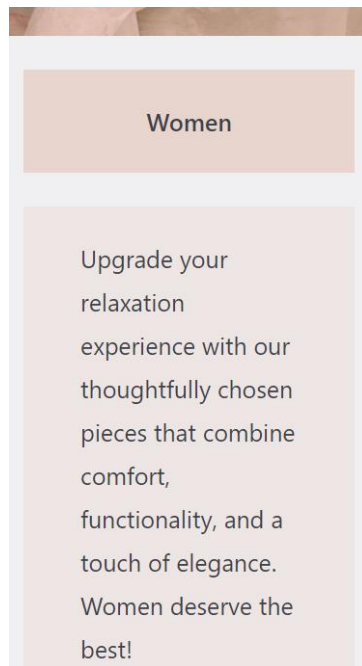 Women
Upgrade your
relaxation
experience with our
thoughtfully chosen
pieces that combine
comfort,
functionality, and a
touch of elegance.
Women deserve the
best!